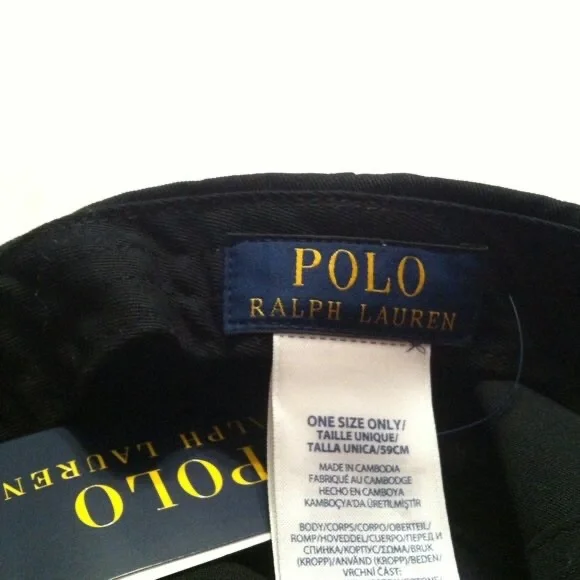 POLO
RALPH LAUREN
ONE SIZE ONLY/
TAILLE UNIQUE/
TALLA UNICA/59CM
MADE IN CAMBODIA
FABRIQUÉ AU CAMBODGE
HECHO EN CAMBOYA
KAMBOÇYA'DA ÜRETILMIŞTIR
BODY/CORPS/CORPO/OBERTEIL/
ROMP/HOVEDDEL/CUERPO/ПЕРЕД И
СПИНКА/КОРПУС/ΣΩΜΑ/BRUK
(KROPP)/ANVÄND (KROPP)/BEDEN/
VRCHNÍ ČÁST:
POLO
RALPH LAUREN